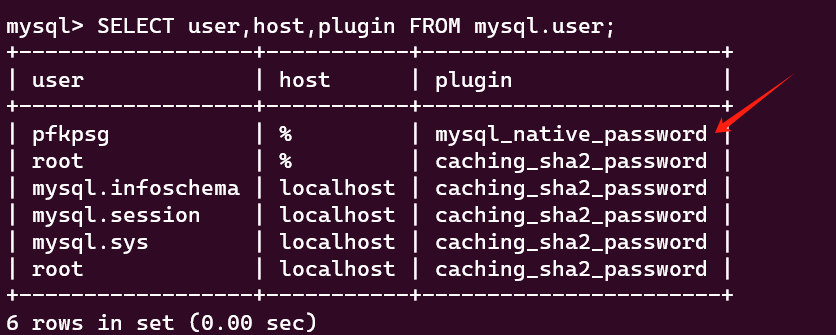 mysql> SELECT user,host,plugin FROM mysql.user;
+------------------+-----------+-----------------------+
| user             | host      | plugin                |
+------------------+-----------+-----------------------+
| pfkpsg           | %         | mysql_native_password |
| root             | %         | caching_sha2_password |
| mysql.infoschema | localhost | caching_sha2_password |
| mysql.session    | localhost | caching_sha2_password |
| mysql.sys        | localhost | caching_sha2_password |
| root             | localhost | caching_sha2_password |
+------------------+-----------+-----------------------+
6 rows in set (0.00 sec)